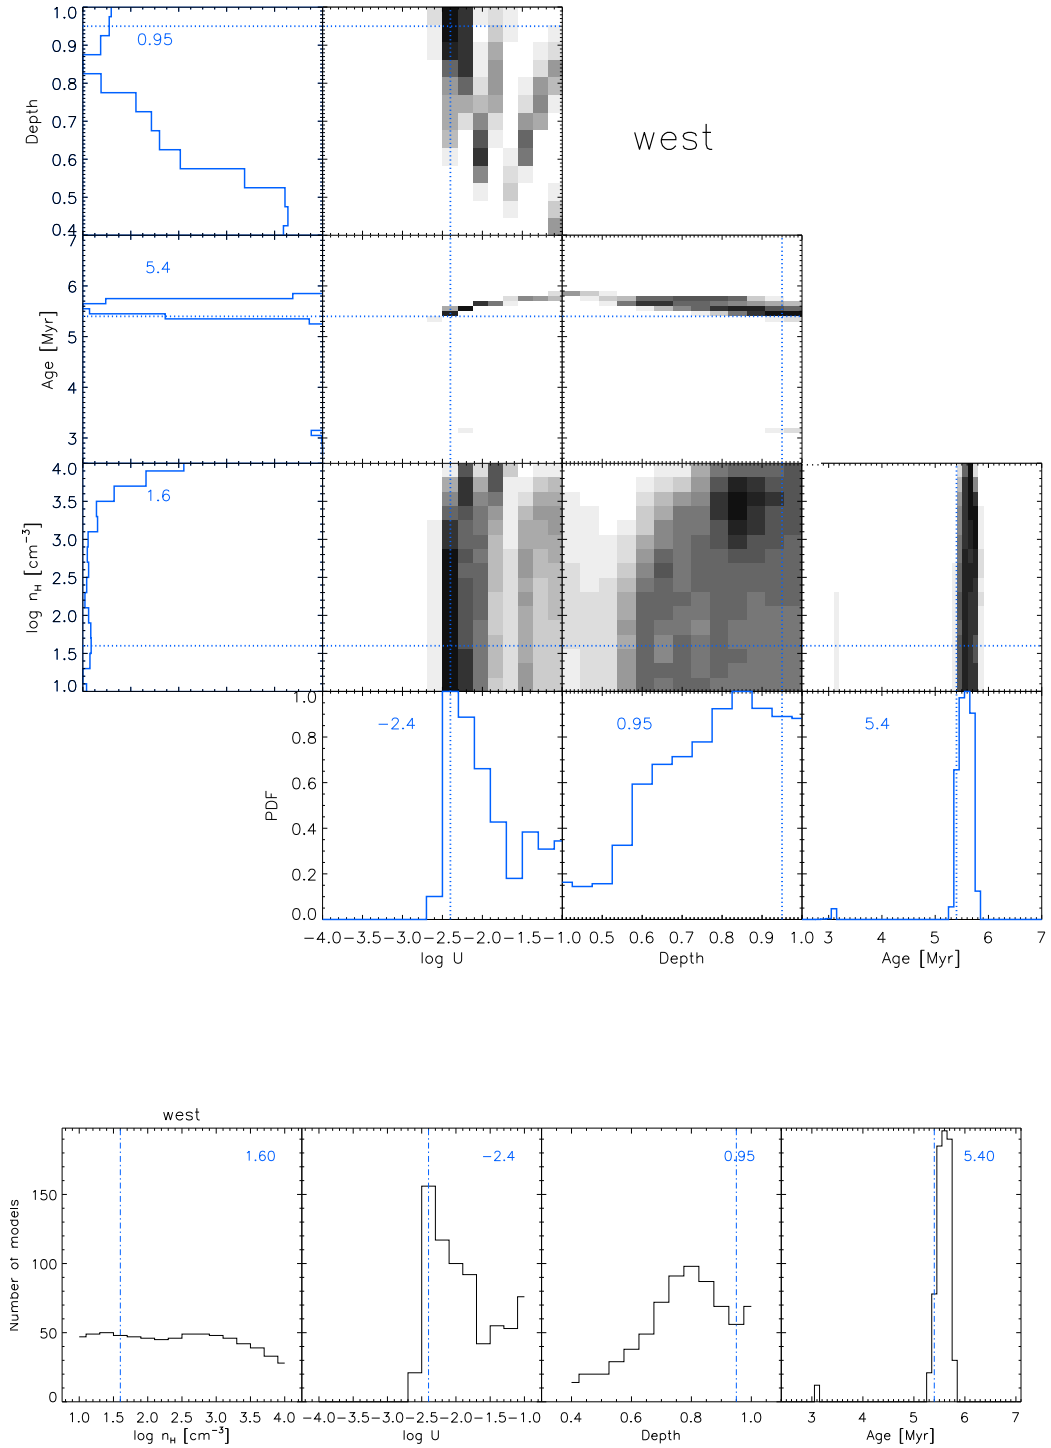 1.0
0.95
0.9
0.8
Depth
0.7
west
0.6
0.5
0.4
7
5.4
6
Age [Myr]
5
4
3
4.0
1.6
3.5
3.0
log n_H [cm^−3]
2.5
2.0
1.5
1.0
1.0
−2.4 0.95 5.4
0.8
PDF
0.6
0.4
0.2
0.0
−4.0 −3.5 −3.0 −2.5 −2.0 −1.5 −1.0 0.5 0.6 0.7 0.8 0.9 1.0 3 4 5 6 7
log U Depth Age [Myr]
west
1.60 −2.4 0.95 5.40
Number of models
150
100
50
0
1.0 1.5 2.0 2.5 3.0 3.5 4.0 −4.0 −3.5 −3.0 −2.5 −2.0 −1.5 −1.0 0.4 0.6 0.8 1.0 3 4 5 6 7
log n_H [cm^−3] log U Depth Age [Myr]